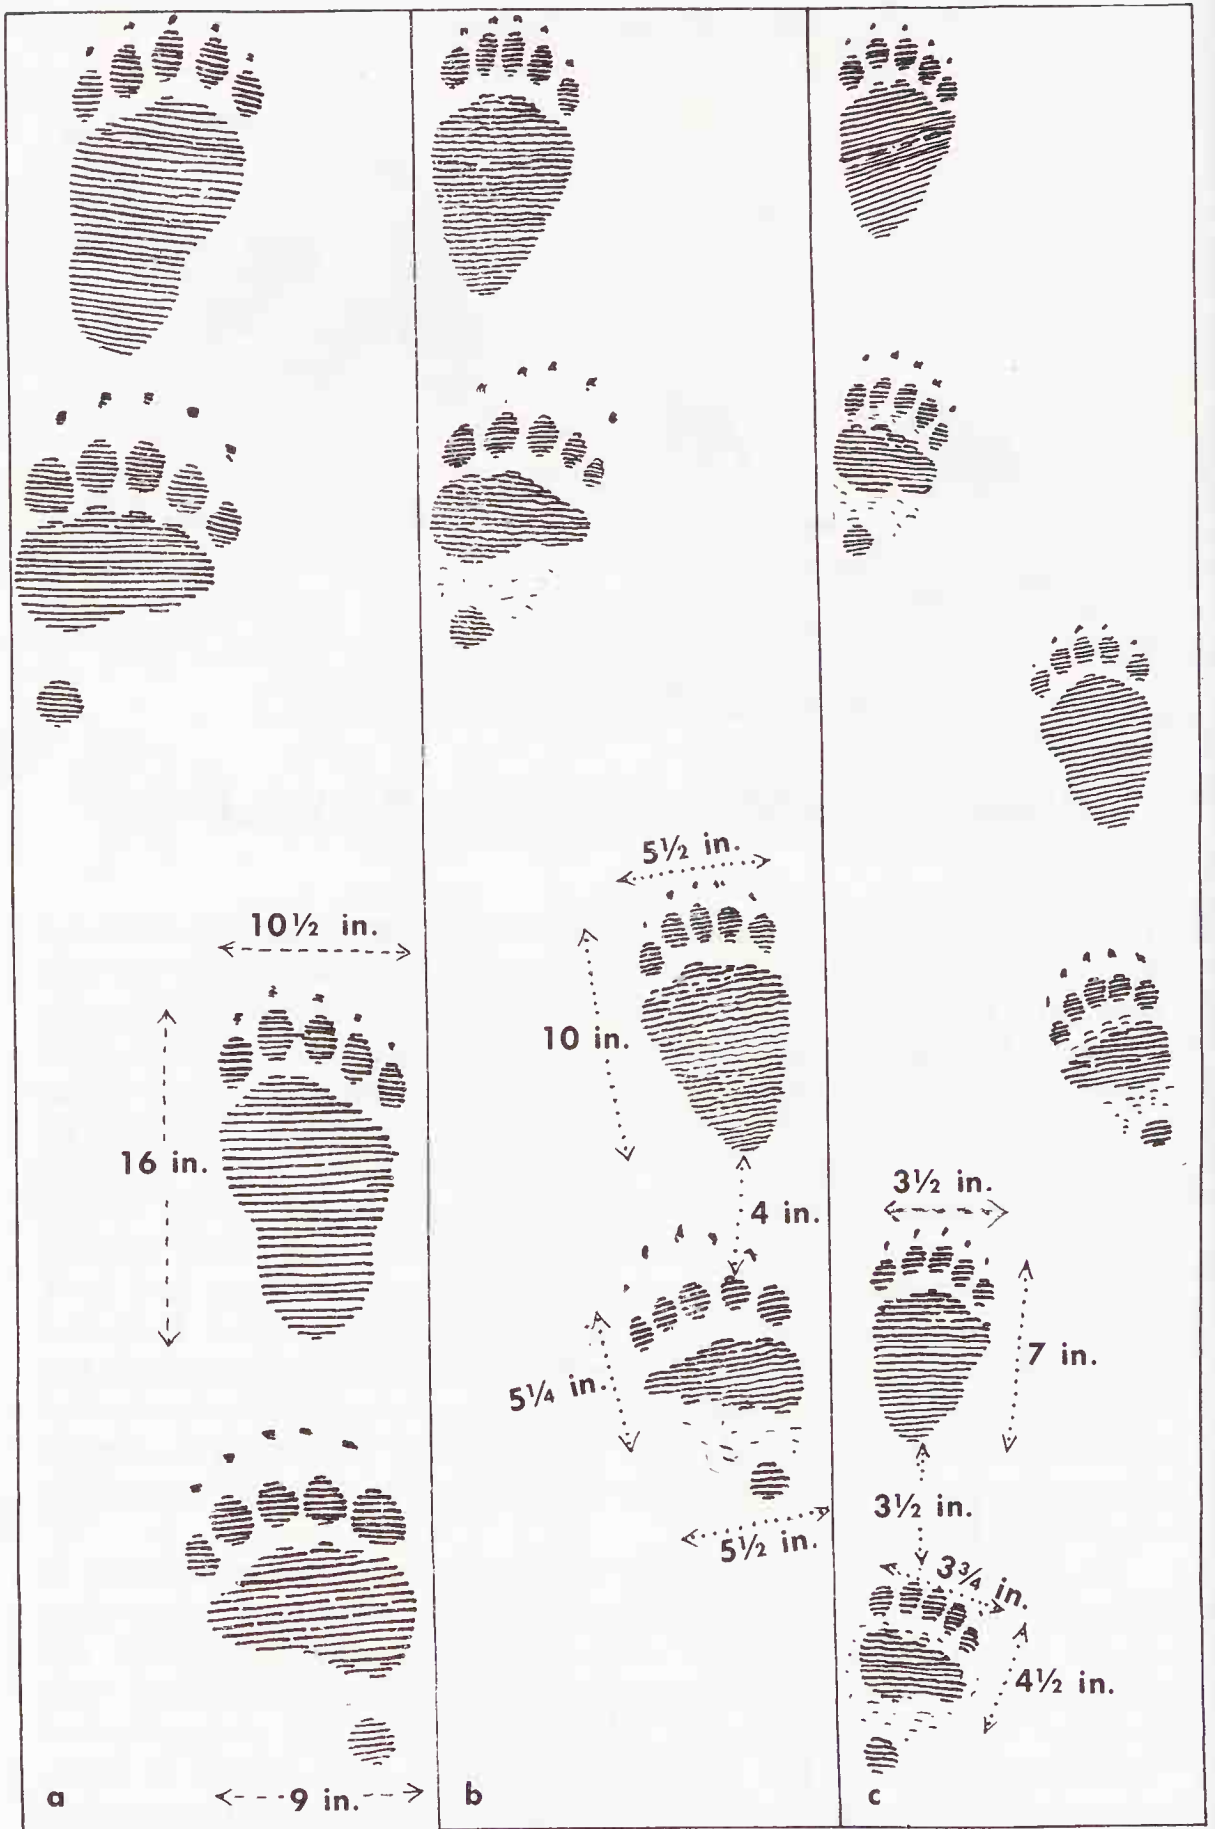 10½ in.
16 in.
9 in.
a
5½ in.
10 in.
4 in.
5¼ in.
5½ in.
b
3½ in.
7 in.
3½ in.
3¾ in.
4½ in.
c